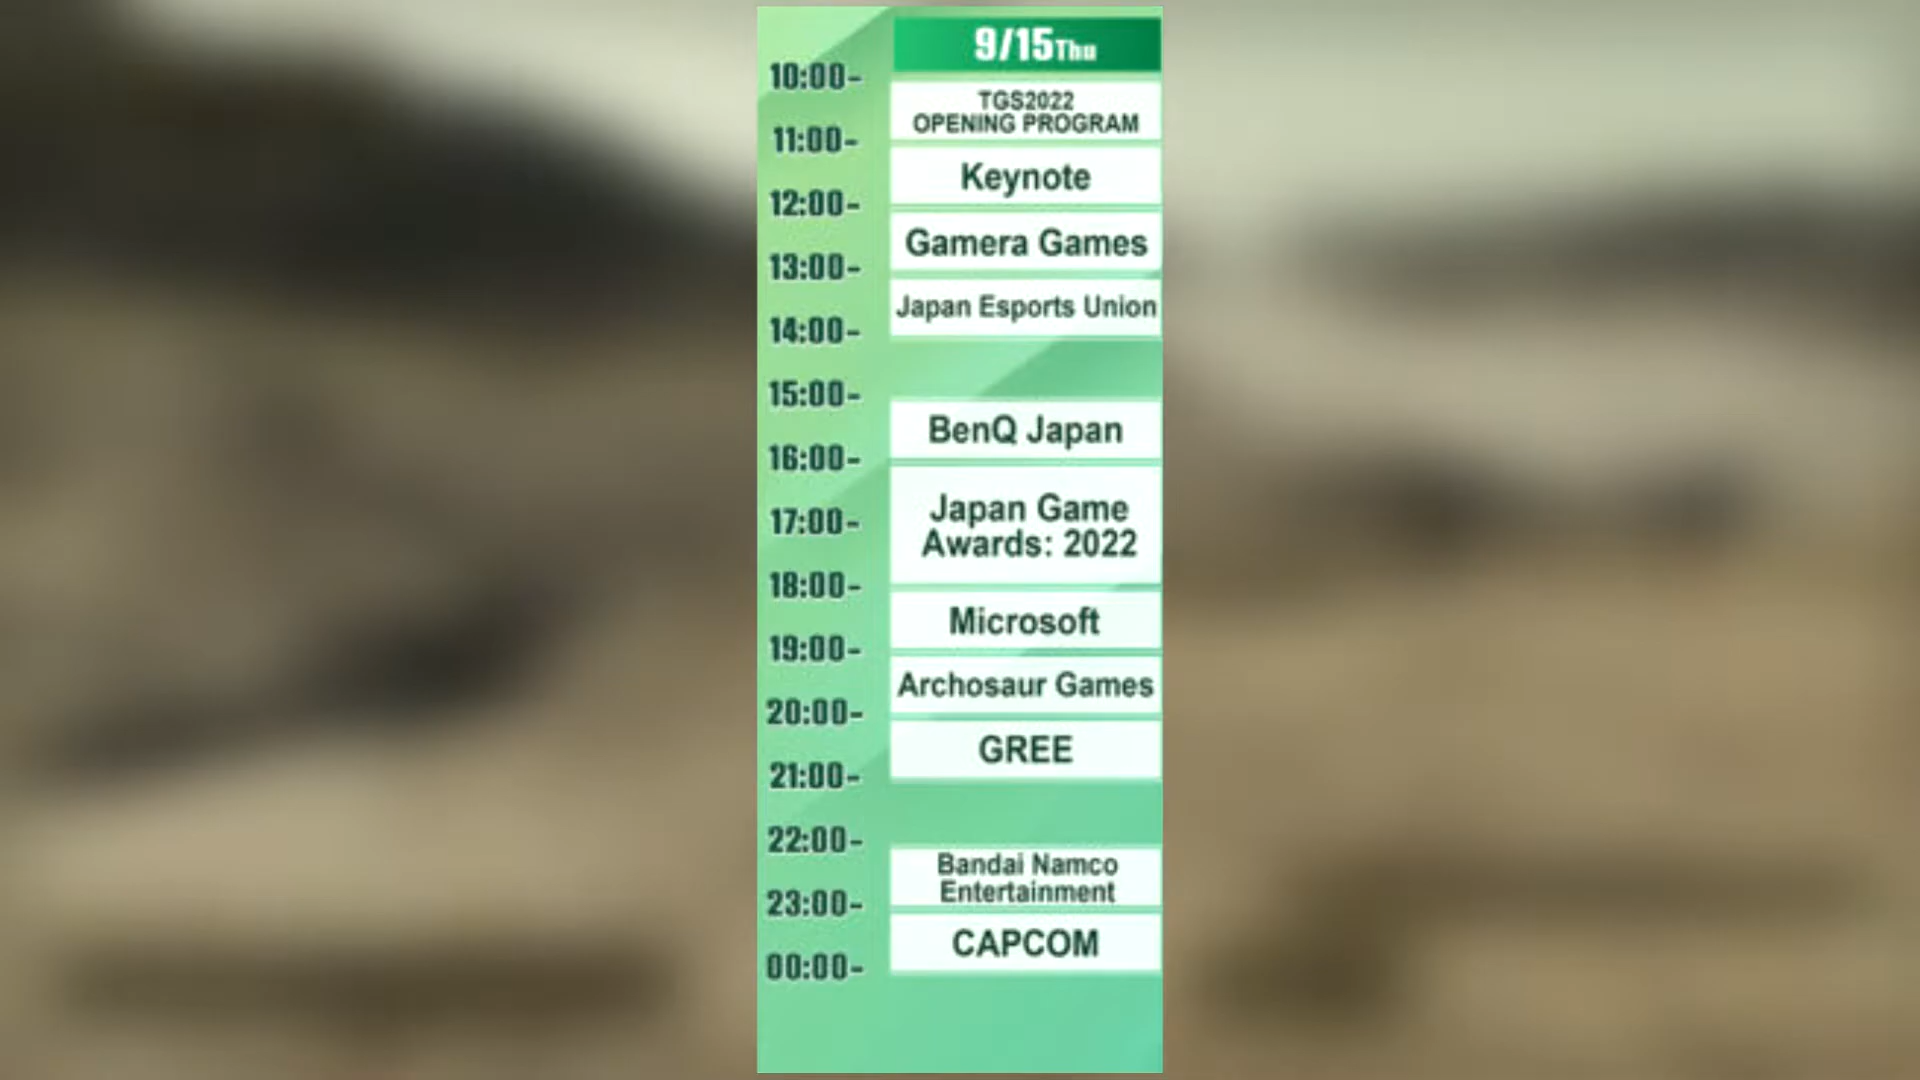 9/15Thu
10:00-
TGS2022
OPENING PROGRAM
11:00-
Keynote
12:00-
Gamera Games
13:00-
Japan Esports Union
14:00-
15:00-
BenQ Japan
16:00-
Japan Game
17:00-
Awards: 2022
18:00-
Microsoft
19:00-
Archosaur Games
20:00-
GREE
21:00-
22:00-
Bandai Namco
Entertainment
23:00-
CAPCOM
00:00-